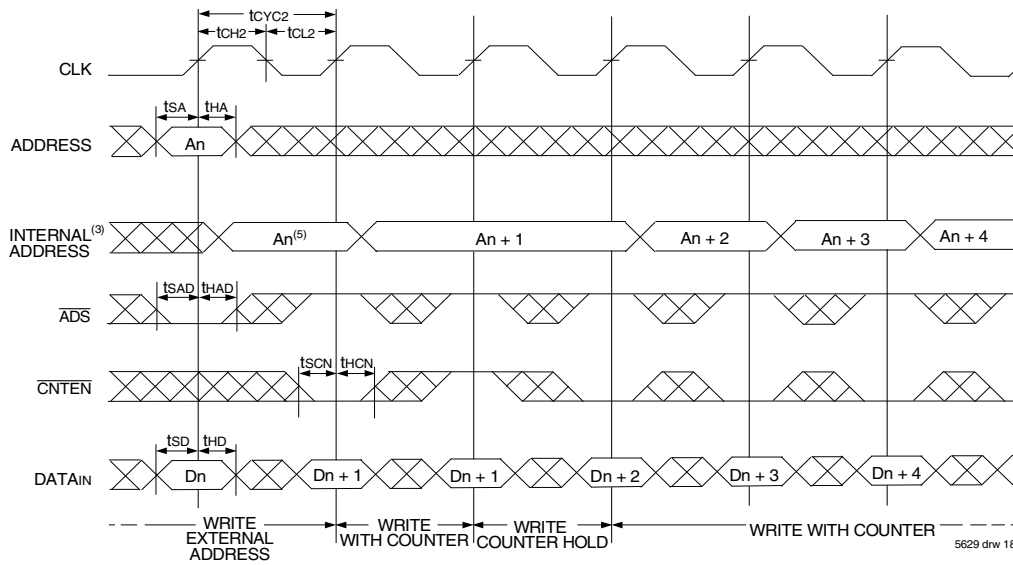 tCYC2
tCH2 tCL2
CLK
tSA tHA
ADDRESS An
INTERNAL(3)
ADDRESS An(5) An + 1 An + 2 An + 3 An + 4
tSAD tHAD
ADS
tSCN tHCN
CNTEN
tSD tHD
DATAIN Dn Dn + 1 Dn + 1 Dn + 2 Dn + 3 Dn + 4
WRITE
EXTERNAL
ADDRESS
WRITE
WITH COUNTER
WRITE
COUNTER HOLD
WRITE WITH COUNTER
5629 drw 18